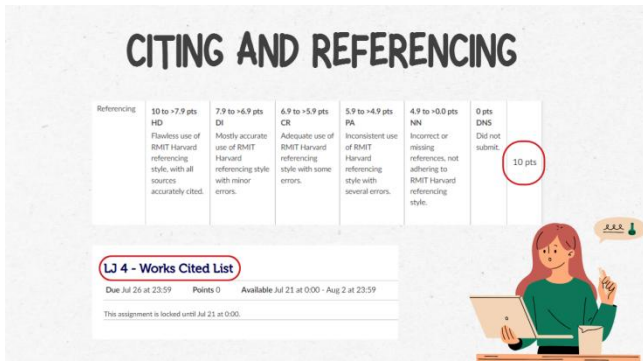 CITING AND REFERENCING
Referencing
10 to >7.9 pts
HD
Flawless use of
RMIT Harvard
referencing
style, with all
sources
accurately cited.
7.9 to >6.9 pts
DI
Mostly accurate
use of RMIT
Harvard
referencing style
with minor
errors.
6.9 to >5.9 pts
CR
Adequate use of
RMIT Harvard
referencing
style with some
errors.
5.9 to >4.9 pts
PA
Inconsistent use
of RMIT
Harvard
referencing
style with
several errors.
4.9 to >0.0 pts
NN
Incorrect or
missing
references, not
adhering to
RMIT Harvard
referencing
style.
0 pts
DNS
Did not
submit.
10 pts
LJ 4 - Works Cited List
Due Jul 26 at 23:59 Points 0 Available Jul 21 at 0:00 - Aug 2 at 23:59
This assignment is locked until Jul 21 at 0:00.